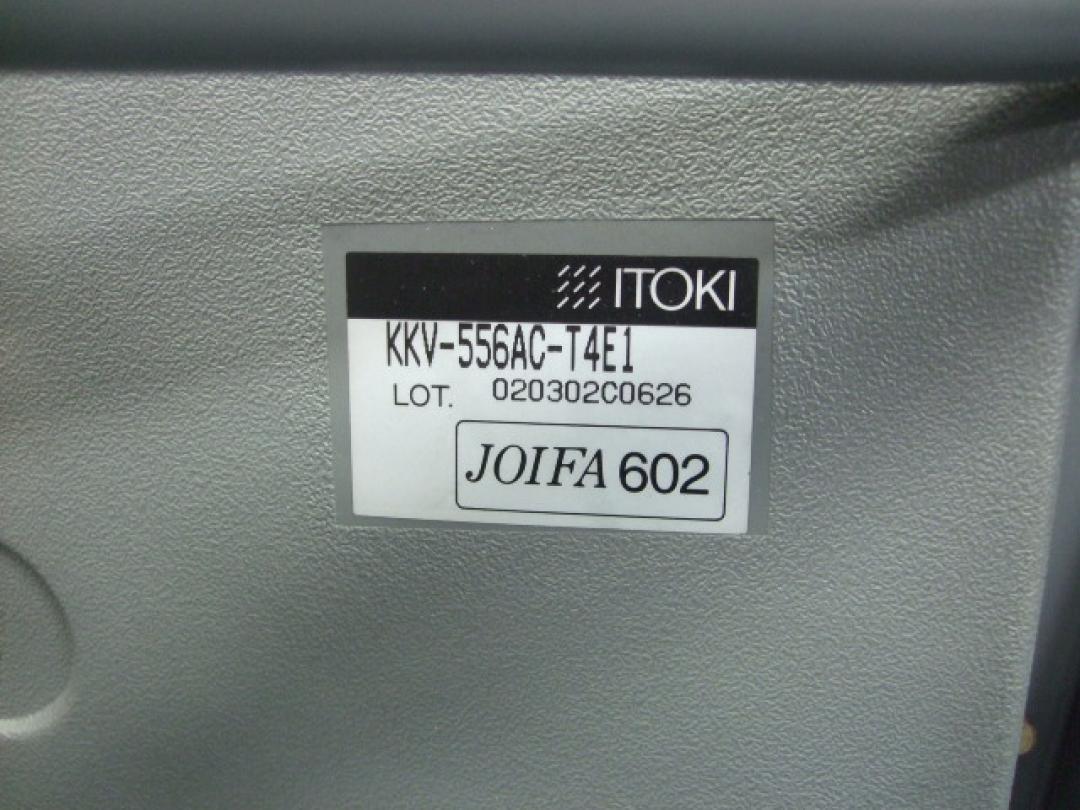 ITOKI
KKV-556AC-T4E1
LOT. 020302C0626
JOIFA 602